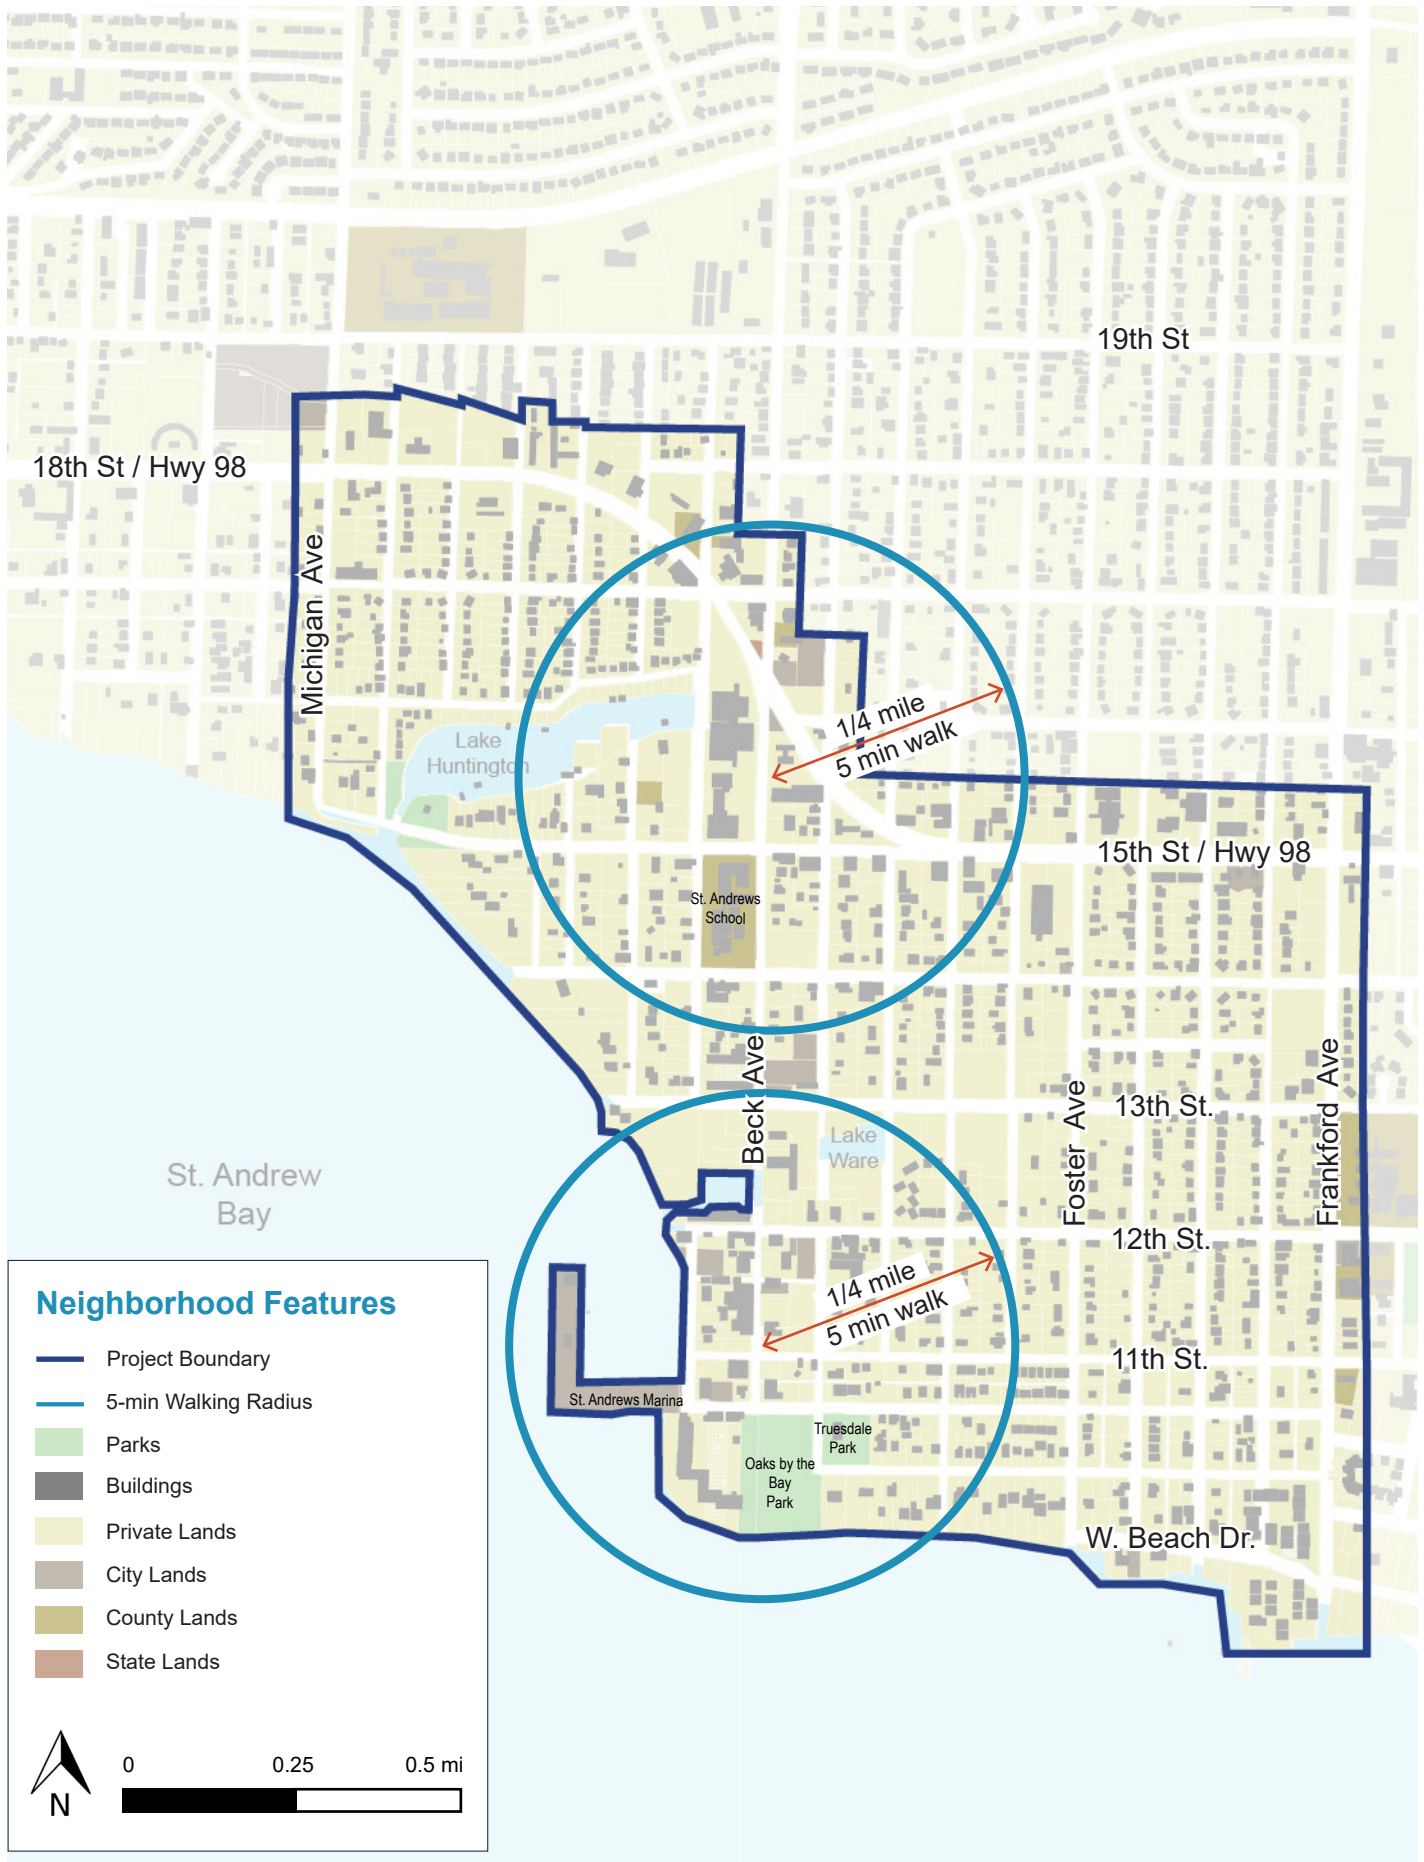 19th St
18th St / Hwy 98
Michigan Ave
1/4 mile
5 min walk
Lake
Huntington
15th St / Hwy 98
St. Andrews
School
Beck Ave
Foster Ave
Frankford Ave
13th St.
Lake
Ware
St. Andrew
Bay
12th St.
1/4 mile
5 min walk
11th St.
St. Andrews Marina
Truesdale
Park
Oaks by the
Bay
Park
W. Beach Dr.
Neighborhood Features
Project Boundary
5-min Walking Radius
Parks
Buildings
Private Lands
City Lands
County Lands
State Lands
N
0 0.25 0.5 mi